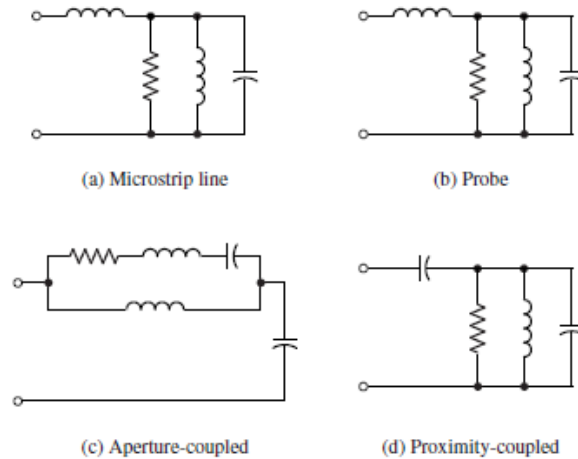 (a) Microstrip line
(b) Probe
(c) Aperture-coupled
(d) Proximity-coupled